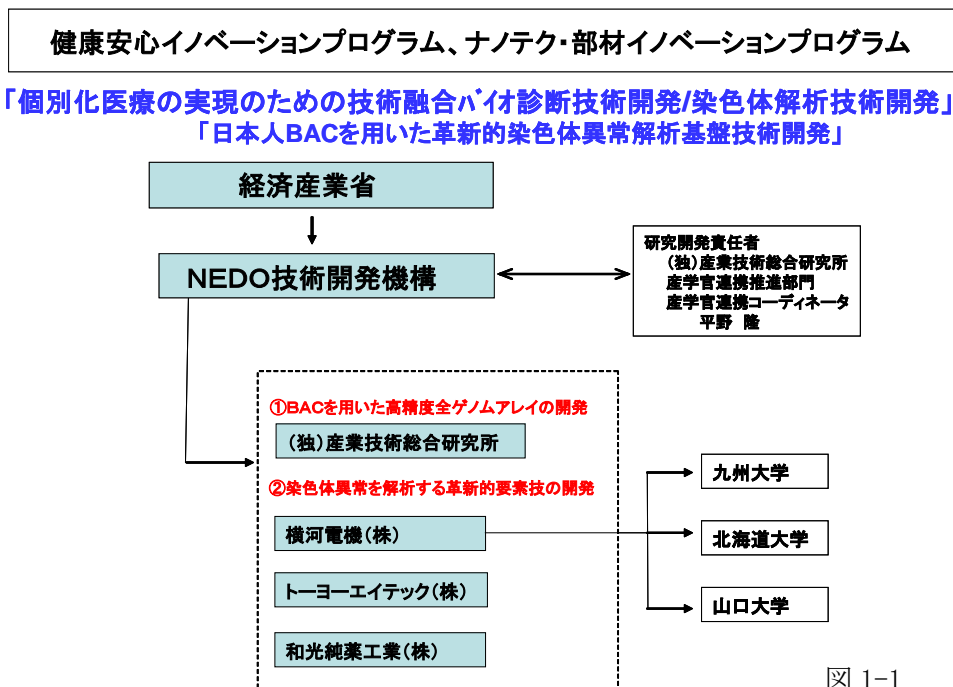 健康安心イノベーションプログラム、ナノテク・部材イノベーションプログラム
「個別化医療の実現のための技術融合バイオ診断技術開発/染色体解析技術開発」
「日本人BACを用いた革新的染色体異常解析基盤技術開発」
経済産業省
NEDO技術開発機構
研究開発責任者
(独)産業技術総合研究所
産学官連携推進部門
産学官連携コーディネータ
平野 隆
①BACを用いた高精度全ゲノムアレイの開発
(独)産業技術総合研究所
②染色体異常を解析する革新的要素技の開発
横河電機(株)
トーヨーエイテック(株)
和光純薬工業(株)
九州大学
北海道大学
山口大学
図 1-1